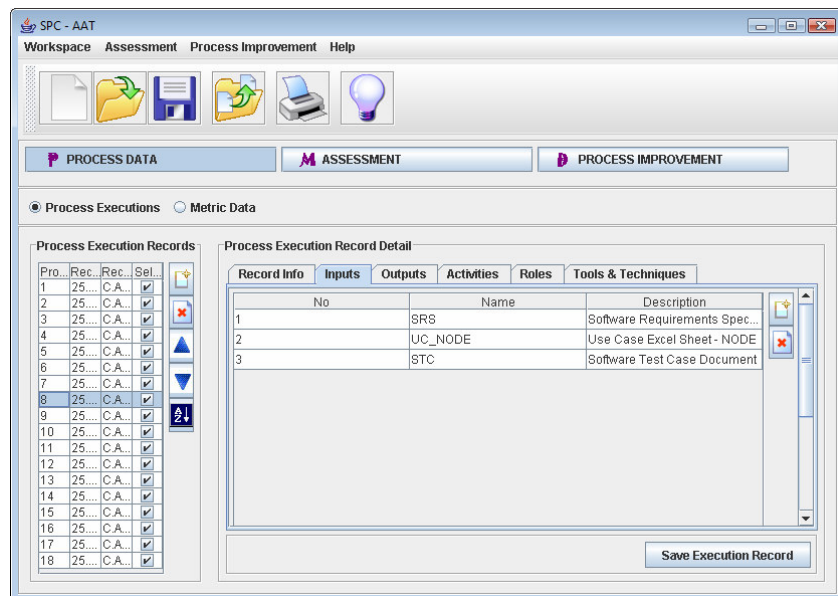 SPC - AAT
Workspace Assessment Process Improvement Help
P PROCESS DATA M ASSESSMENT PROCESS IMPROVEMENT
Process Executions Metric Data
Process Execution Records Process Execution Record Detail
Record Info Inputs Outputs Activities Roles Tools & Techniques
Pro... Rec... Rec... Sel...
No Name Description
1 25.... C.A...
2 25.... C.A...
3 25.... C.A...
4 25.... C.A...
5 25.... C.A...
6 25.... C.A...
7 25.... C.A...
8 25.... C.A...
9 25.... C.A...
10 25.... C.A...
11 25.... C.A...
12 25.... C.A...
13 25.... C.A...
14 25.... C.A...
15 25.... C.A...
16 25.... C.A...
17 25.... C.A...
18 25.... C.A...
A Z
1 SRS Software Requirements Spec...
2 UC_NODE Use Case Excel Sheet - NODE
3 STC Software Test Case Document
Save Execution Record